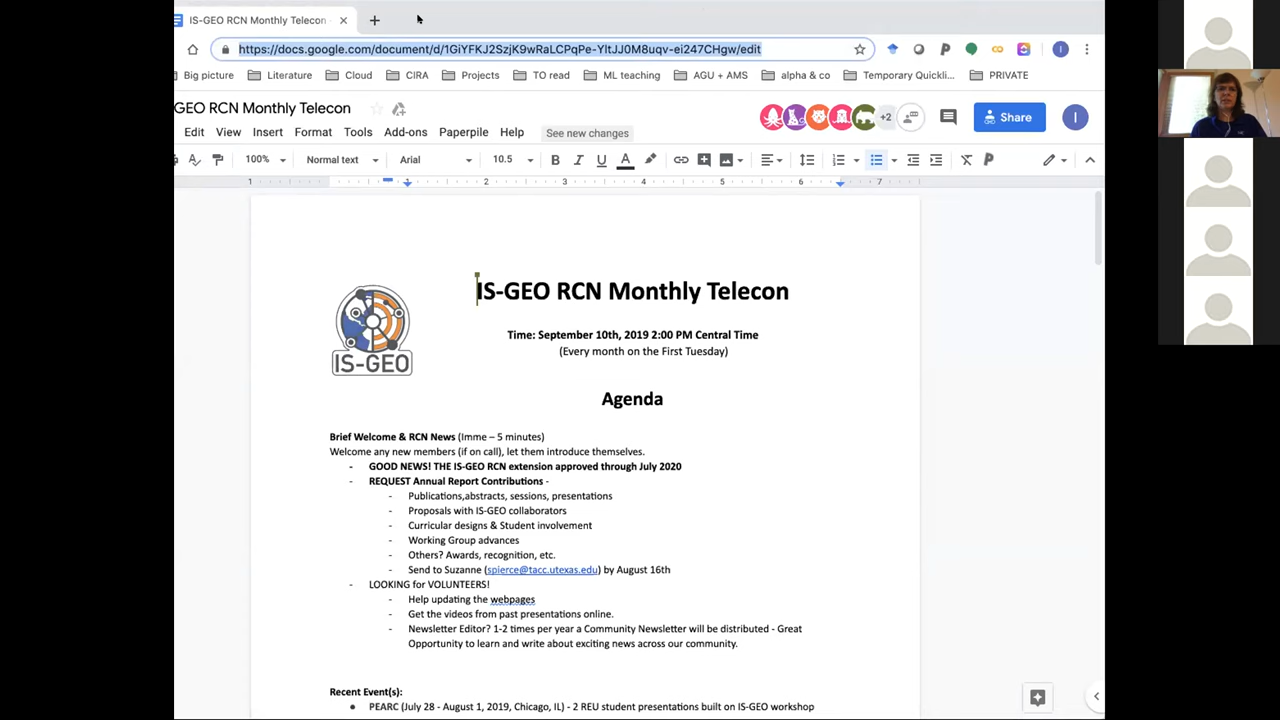 IS-GEO RCN Monthly Telecon
https://docs.google.com/document/d/1GiYFKJ2SzjK9wRaLCPqPe-YltJJ0M8uqv-ei247CHgw/edit
Big picture Literature Cloud CIRA Projects TO read ML teaching AGU + AMS alpha & co Temporary Quickli... PRIVATE
GEO RCN Monthly Telecon
+2 Share I
Edit View Insert Format Tools Add-ons Paperpile Help See new changes
100% Normal text Arial 10.5 B I U A
1 1 2 3 4 5 6 7
IS-GEO RCN Monthly Telecon
IS-GEO
Time: September 10th, 2019 2:00 PM Central Time
(Every month on the First Tuesday)
Agenda
Brief Welcome & RCN News (Imme – 5 minutes)
Welcome any new members (if on call), let them introduce themselves.
- GOOD NEWS! THE IS-GEO RCN extension approved through July 2020
- REQUEST Annual Report Contributions -
- Publications,abstracts, sessions, presentations
- Proposals with IS-GEO collaborators
- Curricular designs & Student involvement
- Working Group advances
- Others? Awards, recognition, etc.
- Send to Suzanne (spierce@tacc.utexas.edu) by August 16th
- LOOKING for VOLUNTEERS!
- Help updating the webpages
- Get the videos from past presentations online.
- Newsletter Editor? 1-2 times per year a Community Newsletter will be distributed - Great
Opportunity to learn and write about exciting news across our community.
Recent Event(s):
● PEARC (July 28 - August 1, 2019, Chicago, IL) - 2 REU student presentations built on IS-GEO workshop